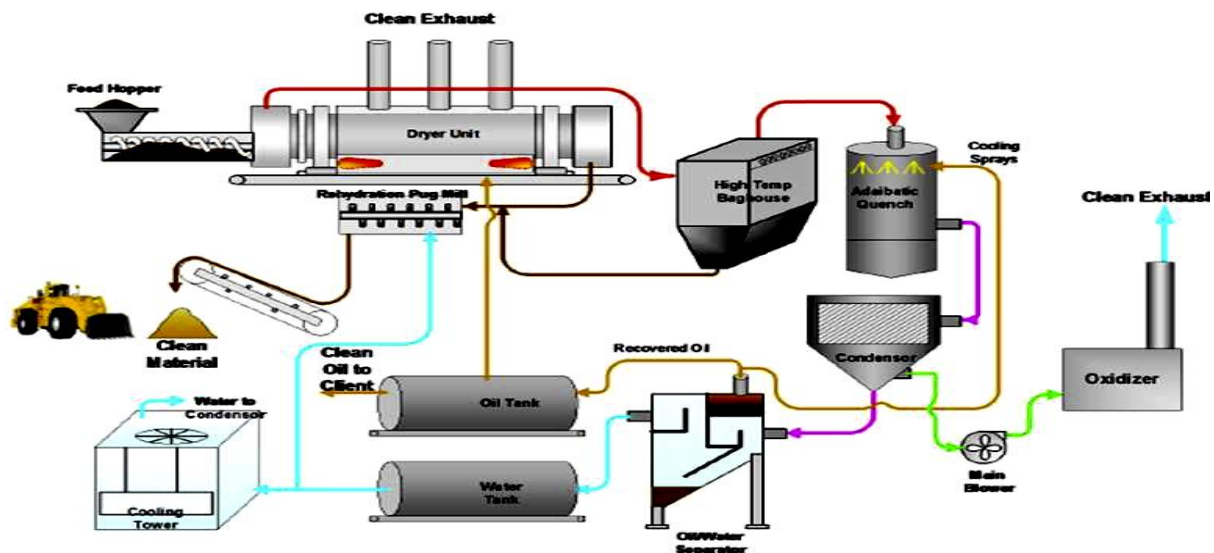 Clean Exhaust
Feed Hopper
Dryer Unit
Rehydration Pug Mill
High Temp
Baghouse
Cooling
Sprays
Adaibatic
Quench
Clean Exhaust
Clean
Material
Clean
Oil to
Client
Recovered Oil
Condensor
Oxidizer
Water to
Condensor
Oil Tank
Main
Blower
Water
Tank
Cooling
Tower
Oil/Water
Separator